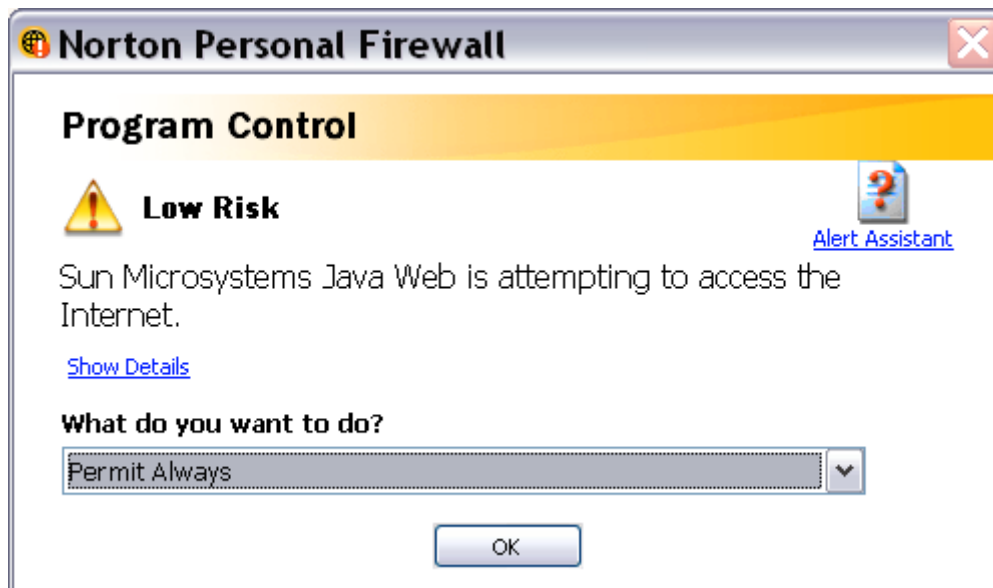 Norton Personal Firewall
Program Control
Low Risk
Alert Assistant
Sun Microsystems Java Web is attempting to access the
Internet.
Show Details
What do you want to do?
Permit Always
OK